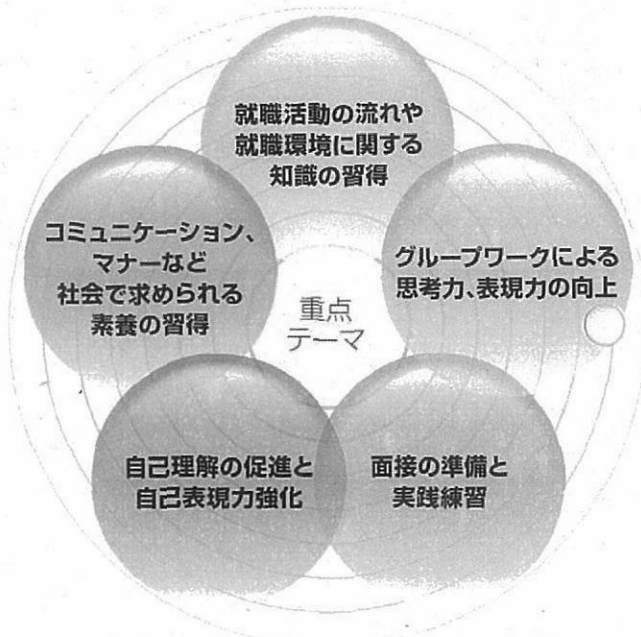 就職活動の流れや
就職環境に関する
知識の習得
コミュニケーション、
マナーなど
社会で求められる
素養の習得
グループワークによる
思考力、表現力の向上
重点
テーマ
自己理解の促進と
自己表現力強化
面接の準備と
実践練習